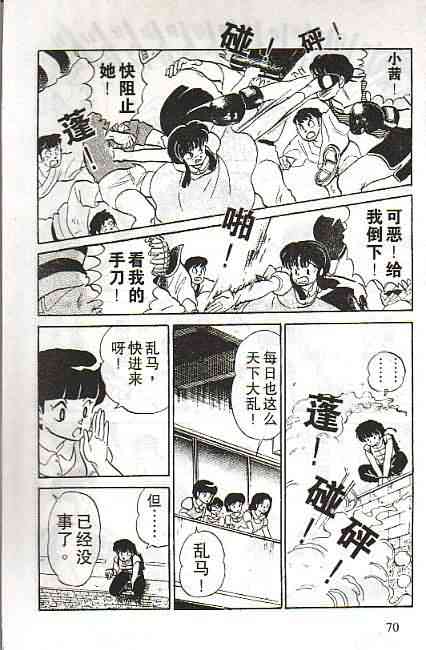 小茜！
砰！
碰！
快阻止
她！
蓬！
可恶！给
我倒下！
啪！
看我的
手刀！
………
蓬！
碰！
砰！
每日也这么
天下大乱！
乱马！
乱马，
快进来
呀！
但……
已经没
事了。
70